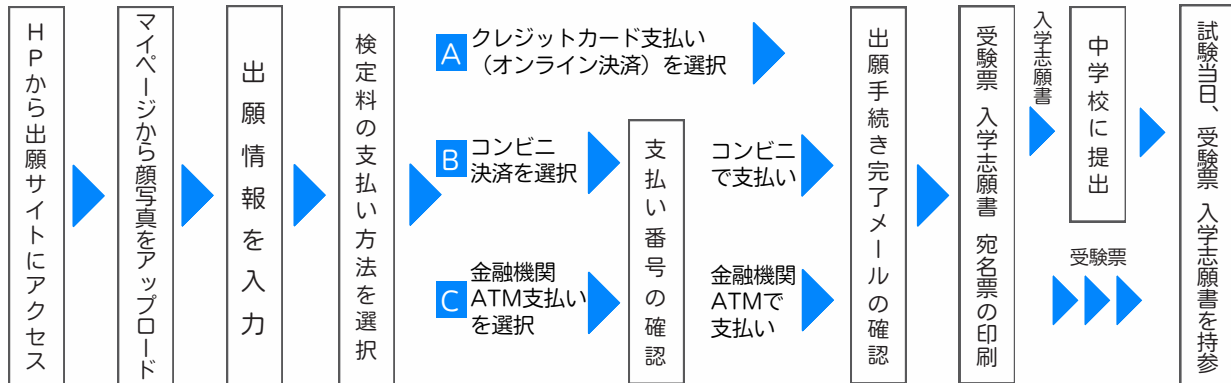 HPから出願サイトにアクセス
マイページから顔写真をアップロード
出願情報を入力
検定料の支払い方法を選択
A
クレジットカード支払い
（オンライン決済）を選択
B
コンビニ
決済を選択
C
金融機関
ATM支払い
を選択
支払い番号の確認
コンビニ
で支払い
金融機関
ATMで
支払い
出願手続き完了メールの確認
受験票 入学志願書 宛名票の印刷
入学志願書
中学校に提出
受験票
試験当日、受験票 入学志願書を持参